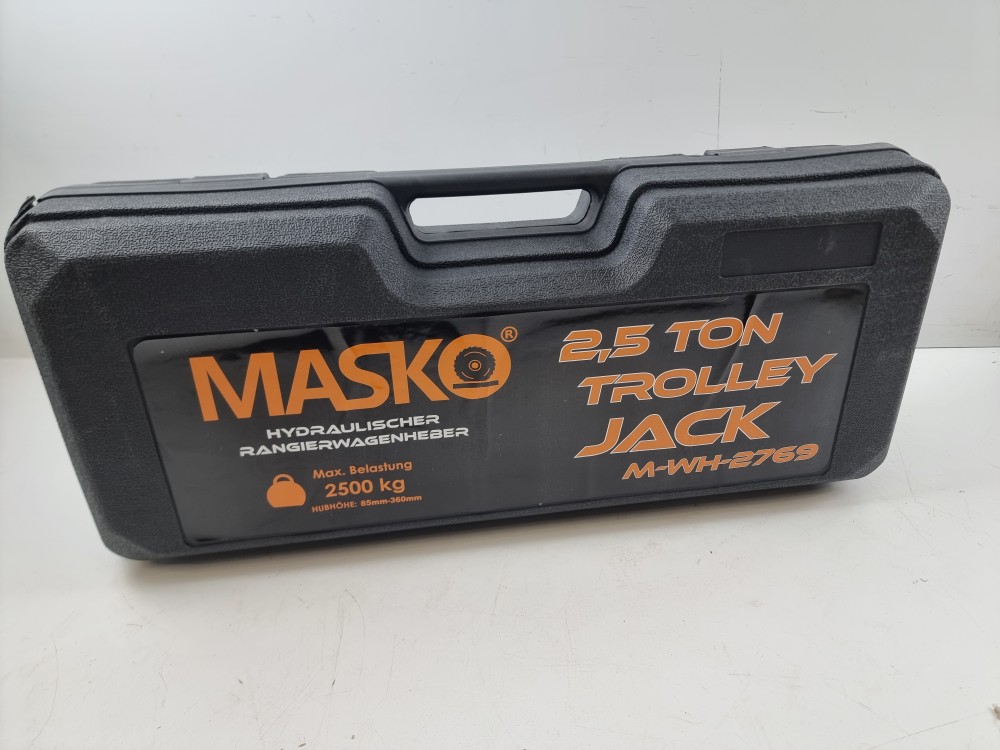 MASKO®
HYDRAULISCHER
RANGIERWAGENHEBER
Max. Belastung
2500 kg
HUBHÖHE: 85mm-360mm
2,5 TON
TROLLEY
JACK
M-WH-2769